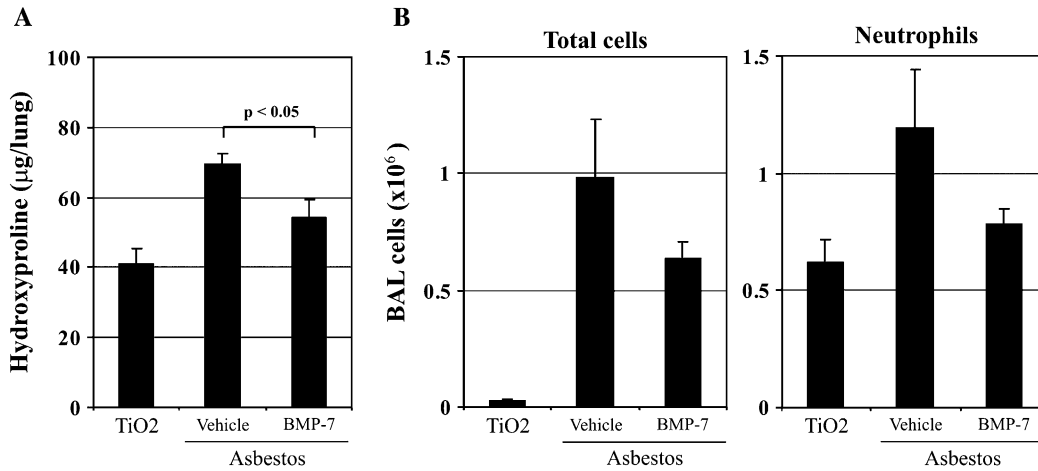 A
Hydroxyproline (μg/lung)
100
80
60
40
20
0
p < 0.05
TiO2
Vehicle
BMP-7
Asbestos
B
Total cells
BAL cells (x10⁶)
1.5
1
0.5
0
TiO2
Vehicle
BMP-7
Asbestos
Neutrophils
1.5
1
0.5
0
TiO2
Vehicle
BMP-7
Asbestos